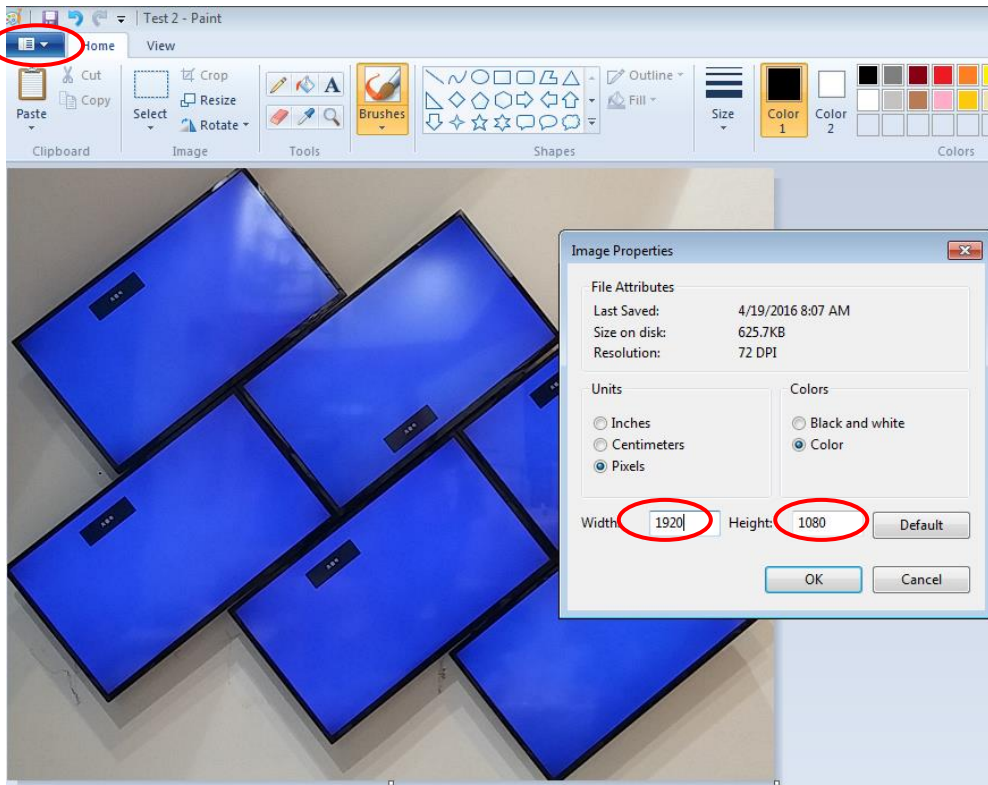 Test 2 - Paint
Home View
Cut
Copy
Paste
Clipboard
Select
Crop
Resize
Rotate
Image
Tools
Brushes
Outline
Fill
Shapes
Size
Color 1
Color 2
Colors
Image Properties
File Attributes
Last Saved: 4/19/2016 8:07 AM
Size on disk: 625.7KB
Resolution: 72 DPI
Units Colors
Inches Black and white
Centimeters Color
Pixels
Width: 1920 Height: 1080 Default
OK Cancel